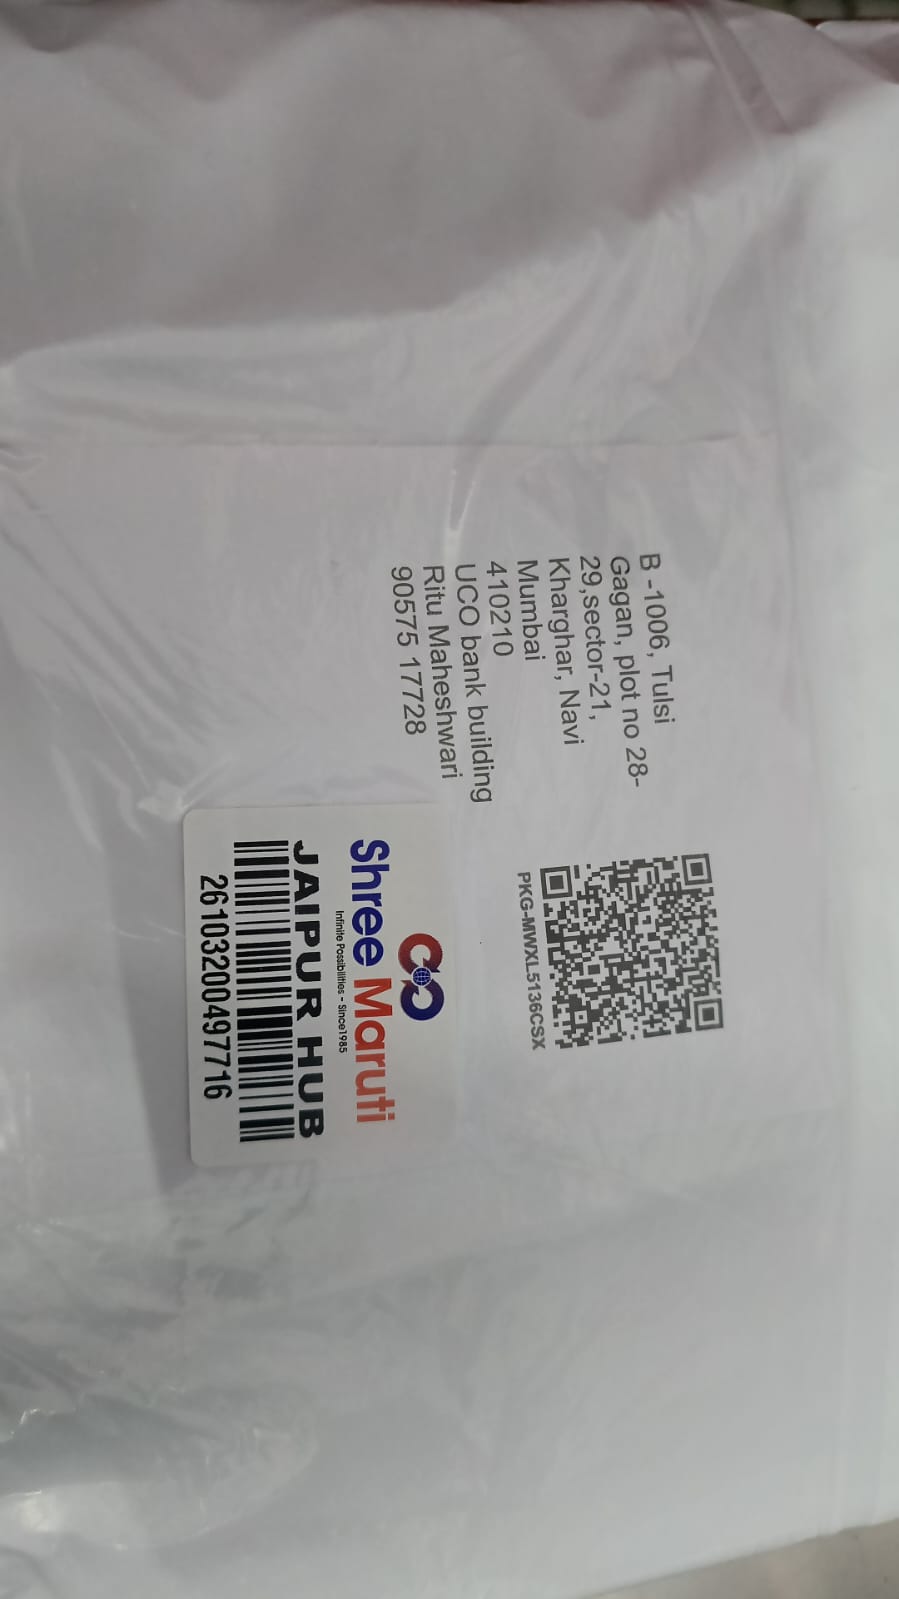 B -1006, Tulsi
Gagan, plot no 28-
29,sector-21,
Kharghar, Navi
Mumbai
410210
UCO bank building
Ritu Maheshwari
90575 17728
PKG-MWXL5136CSX
Shree Maruti
Infinite Possibilities - Since1985
JAIPUR HUB
26103200497716